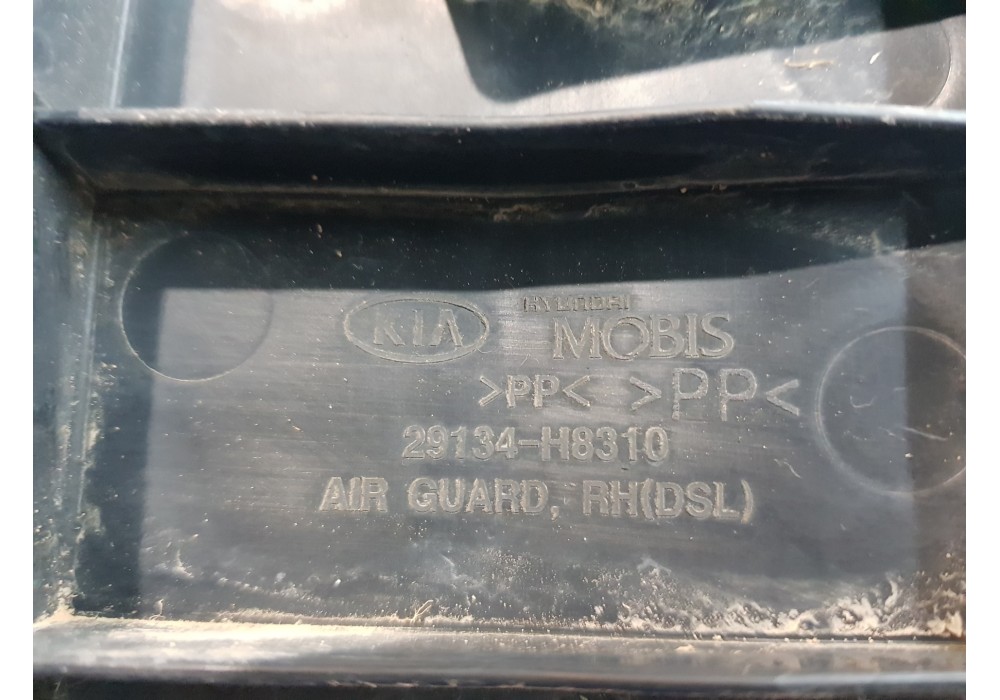 KIA HYUNDAI MOBIS
>PP< >PP<
29134-H8310
AIR GUARD, RH(DSL)